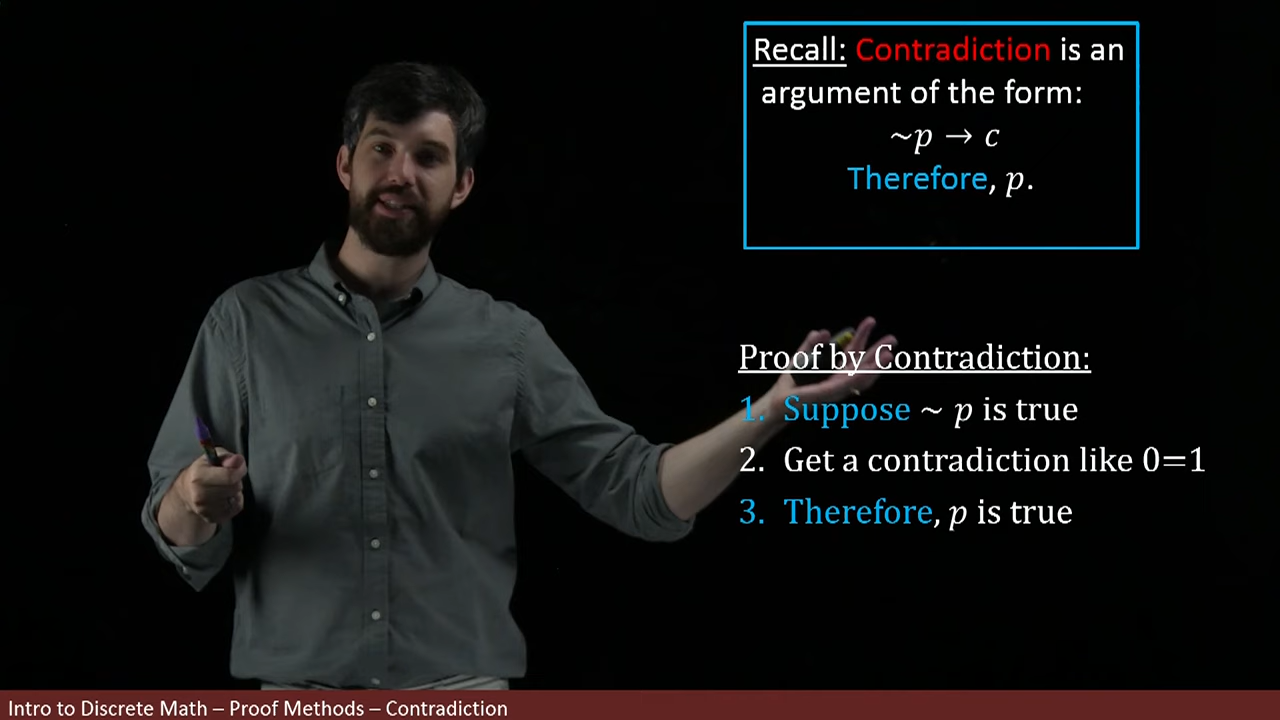 Recall: Contradiction is an
argument of the form:
~p → c
Therefore, p.
Proof by Contradiction:
1. Suppose ~ p is true
2. Get a contradiction like 0=1
3. Therefore, p is true
Intro to Discrete Math – Proof Methods – Contradiction